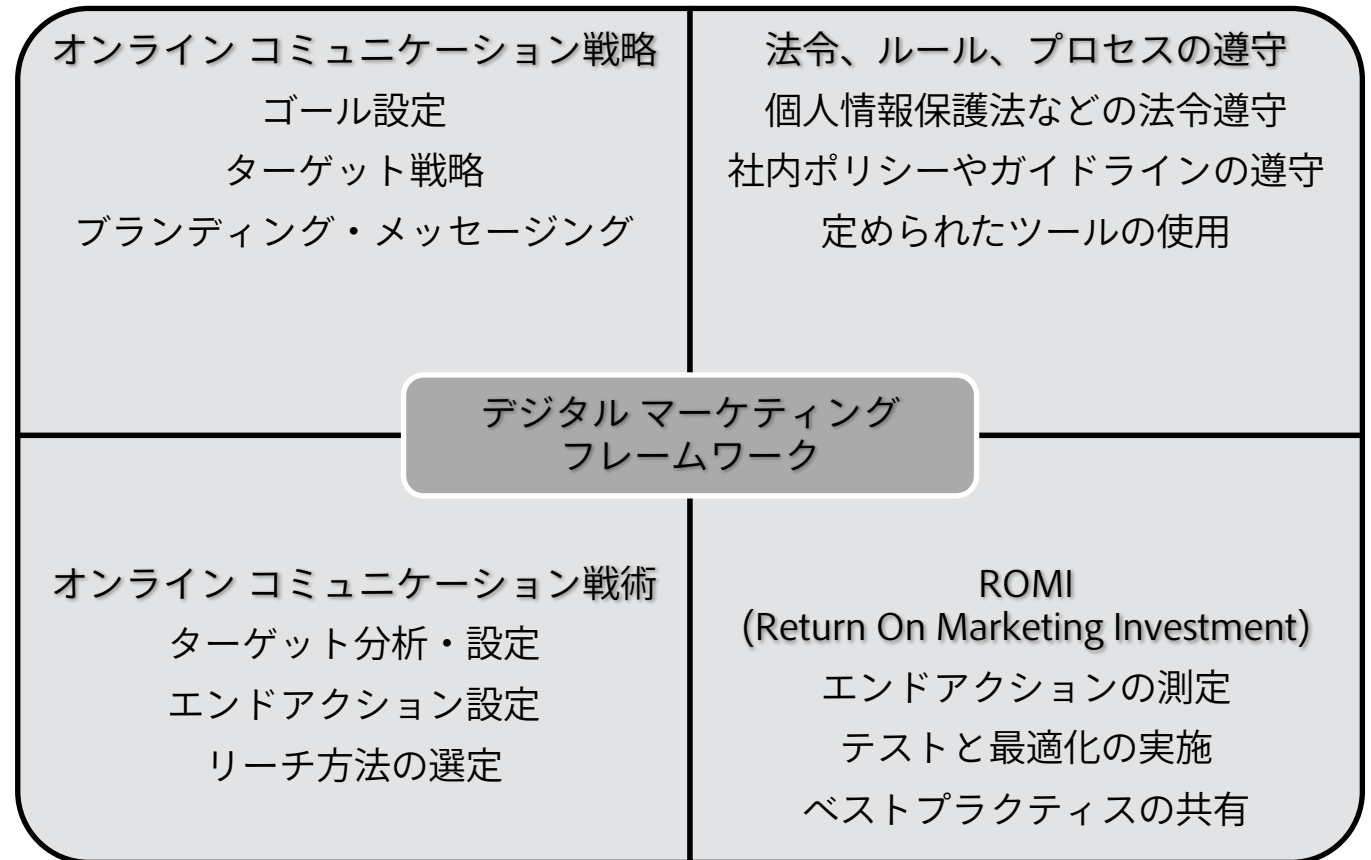 オンライン コミュニケーション戦略
ゴール設定
ターゲット戦略
ブランディング・メッセージング
法令、ルール、プロセスの遵守
個人情報保護法などの法令遵守
社内ポリシーやガイドラインの遵守
定められたツールの使用
デジタル マーケティング
フレームワーク
オンライン コミュニケーション戦術
ターゲット分析・設定
エンドアクション設定
リーチ方法の選定
ROMI
(Return On Marketing Investment)
エンドアクションの測定
テストと最適化の実施
ベストプラクティスの共有